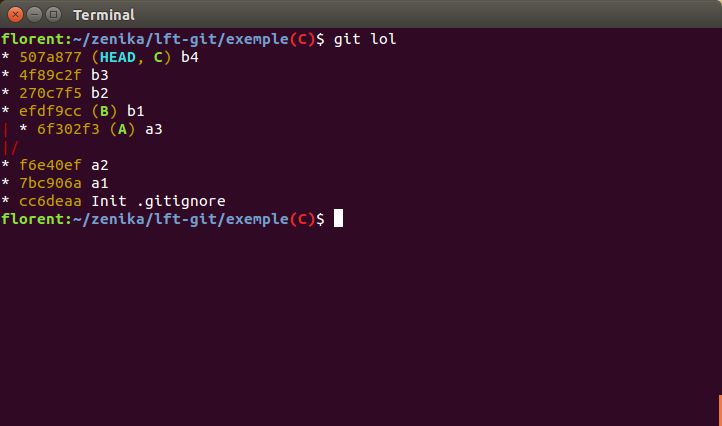 Terminal
florent:~/zenika/lft-git/exemple(C)$ git lol
* 507a877 (HEAD, C) b4
* 4f89c2f b3
* 270c7f5 b2
* efdf9cc (B) b1
| * 6f302f3 (A) a3
|/
* f6e40ef a2
* 7bc906a a1
* cc6deaa Init .gitignore
florent:~/zenika/lft-git/exemple(C)$